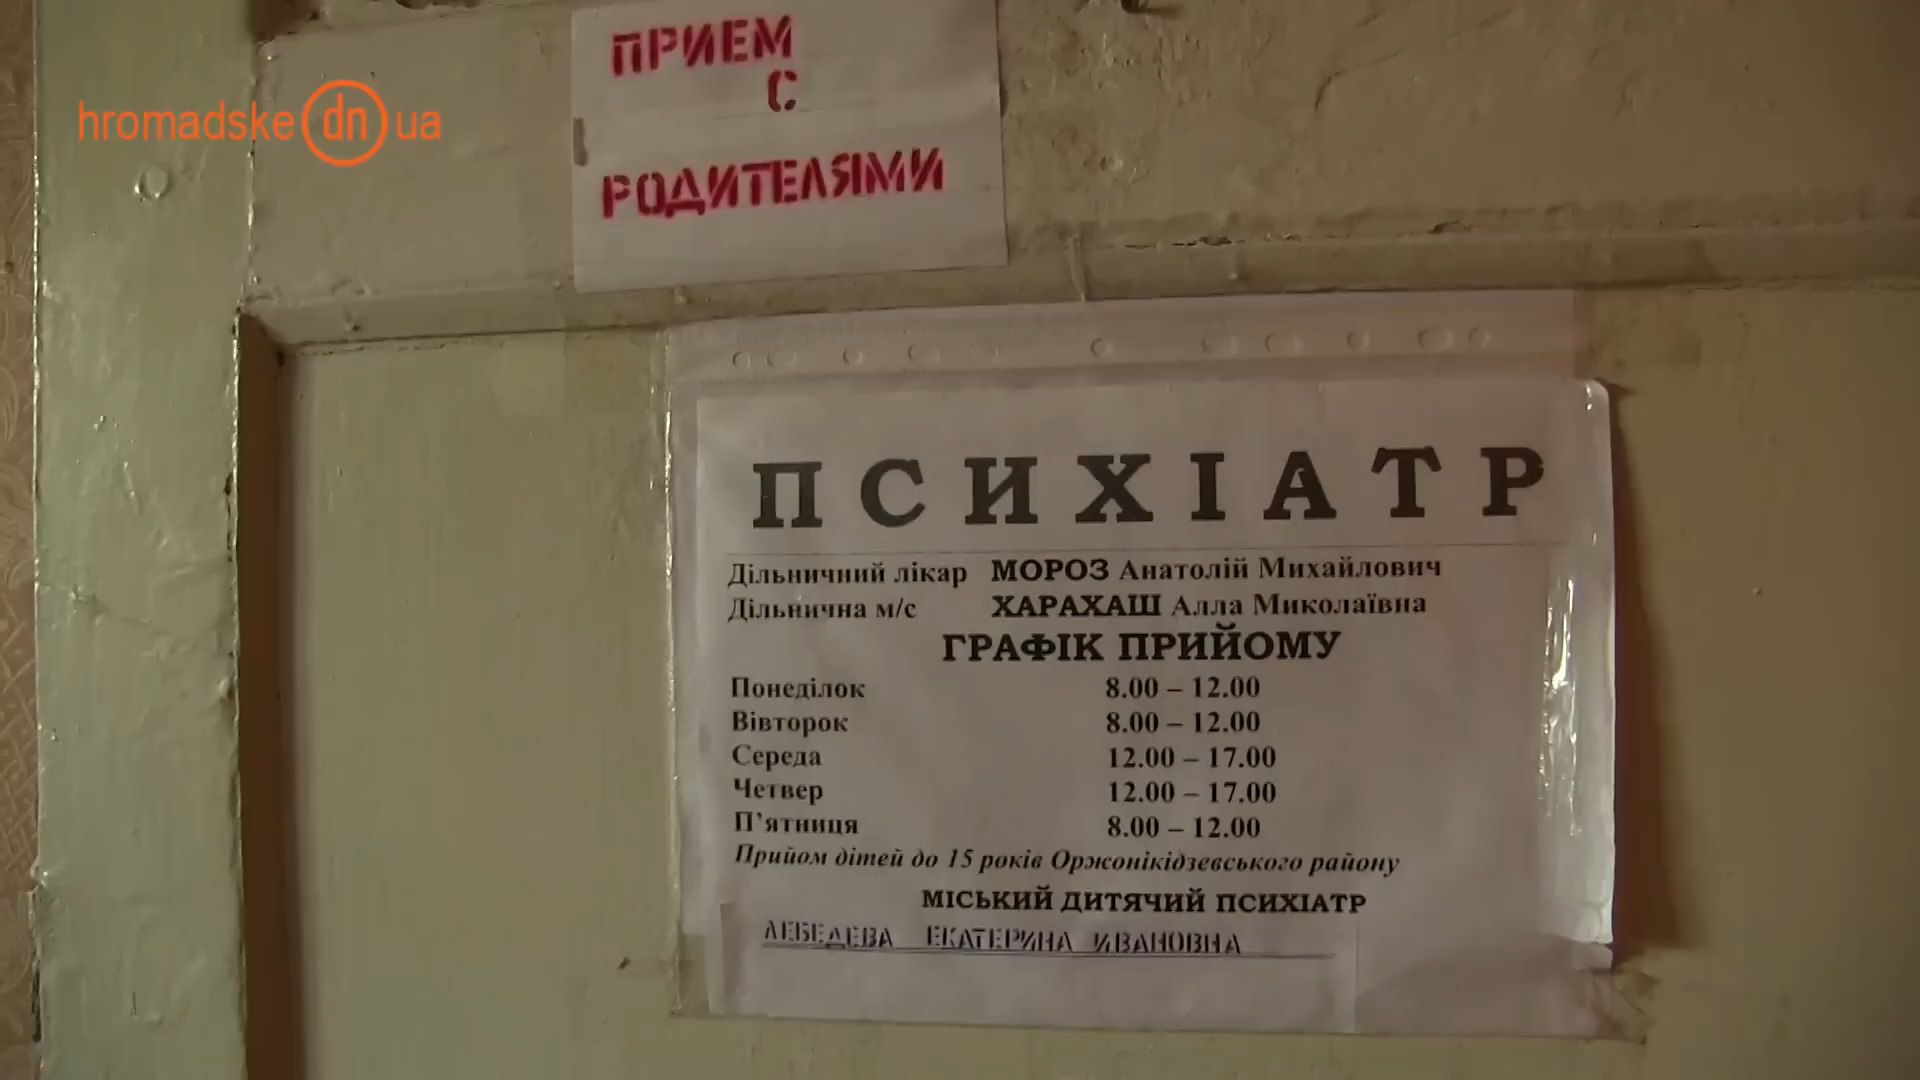 ПРИЕМ
С
РОДИТЕЛЯМИ
hromadske dn ua
ПСИХІАТР
Дільничний лікар МОРОЗ Анатолій Михайлович
Дільнична м/с ХАРАХАШ Алла Миколаївна
ГРАФІК ПРИЙОМУ
Понеділок 8.00 – 12.00
Вівторок 8.00 – 12.00
Середа 12.00 – 17.00
Четвер 12.00 – 17.00
П'ятниця 8.00 – 12.00
Прийом дітей до 15 років Оржонікідзевського району
МІСЬКИЙ ДИТЯЧИЙ ПСИХІАТР
ЛЕБЕДЕВА ЕКАТЕРИНА ИВАНОВНА